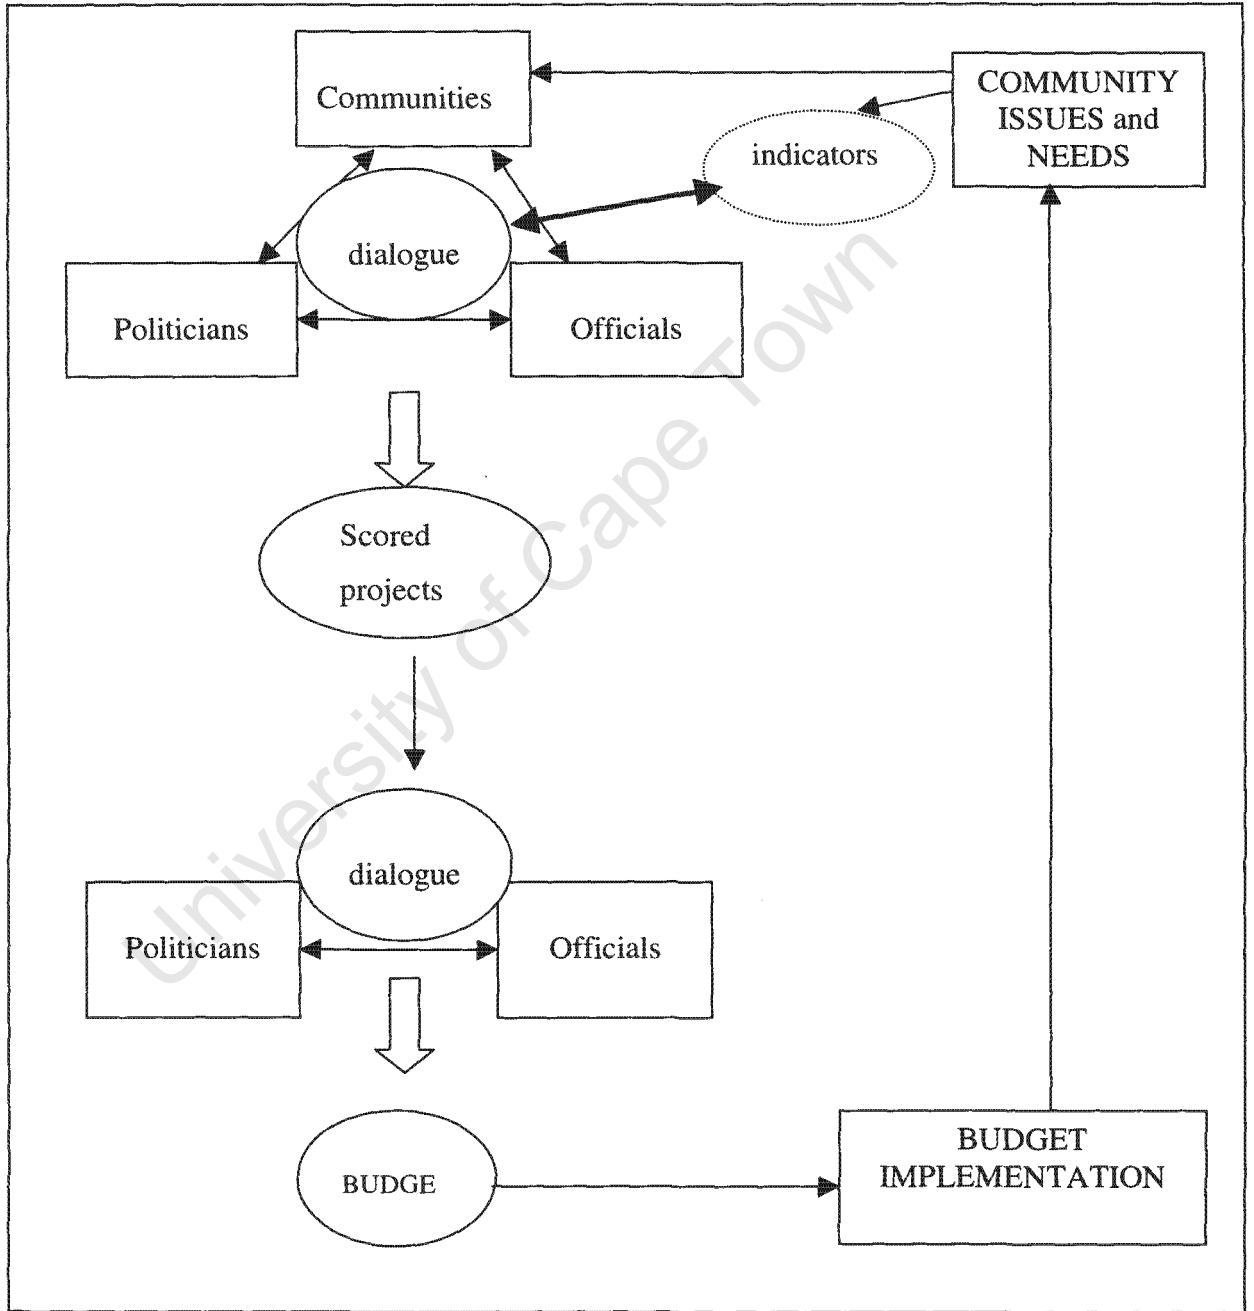 Communities
COMMUNITY
ISSUES and
NEEDS
indicators
dialogue
Politicians
Officials
Scored
projects
dialogue
Politicians
Officials
BUDGE
BUDGET
IMPLEMENTATION
University of Cape Town